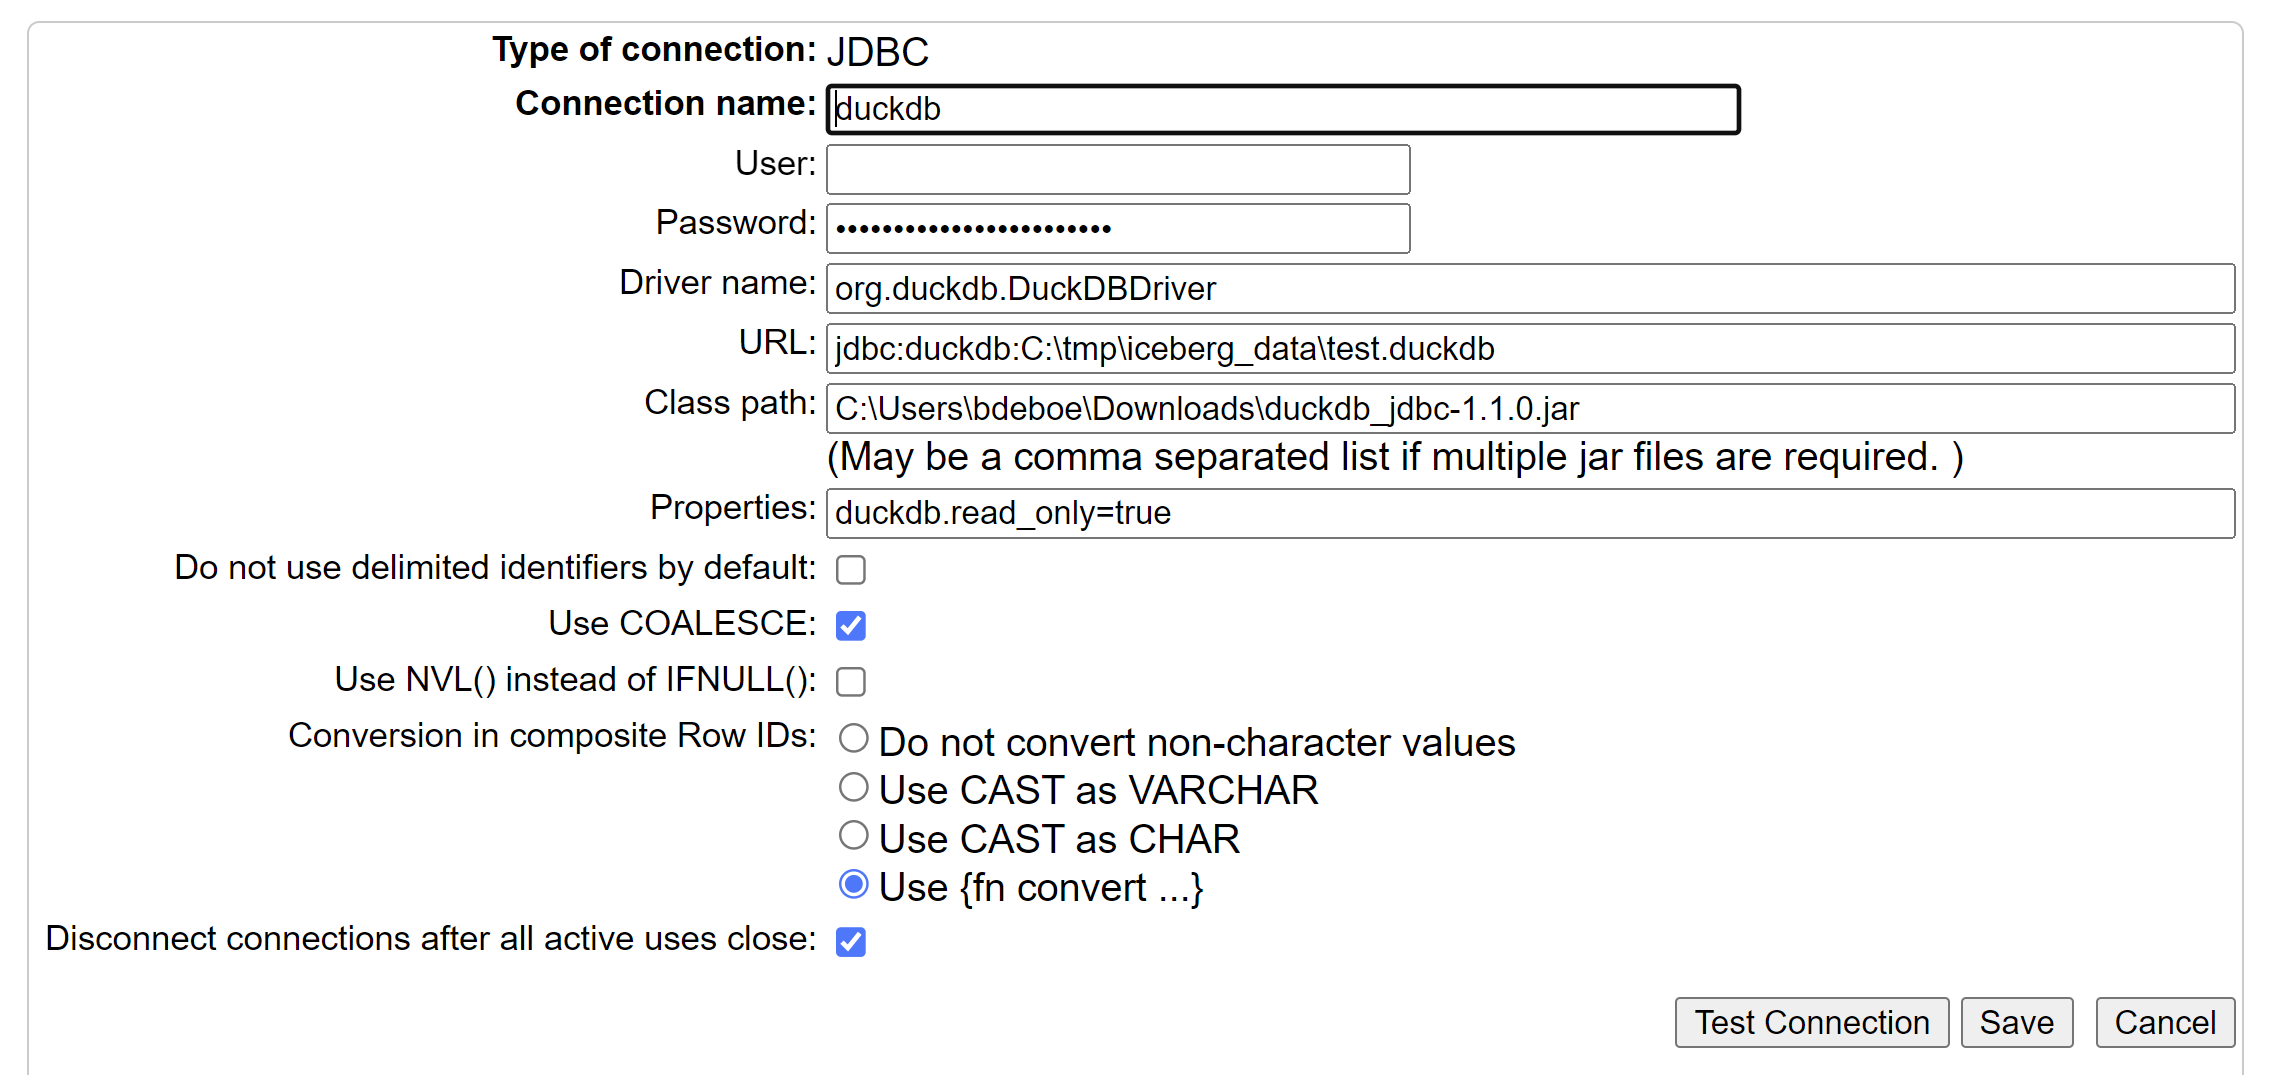 Type of connection: JDBC
Connection name: duckdb
User:
Password: ••••••••••••••••••••••••
Driver name: org.duckdb.DuckDBDriver
URL: jdbc:duckdb:C:\tmp\iceberg_data\test.duckdb
Class path: C:\Users\bdeboe\Downloads\duckdb_jdbc-1.1.0.jar
(May be a comma separated list if multiple jar files are required. )
Properties: duckdb.read_only=true
Do not use delimited identifiers by default:
Use COALESCE:
Use NVL() instead of IFNULL():
Conversion in composite Row IDs: Do not convert non-character values
Use CAST as VARCHAR
Use CAST as CHAR
Use {fn convert ...}
Disconnect connections after all active uses close:
Test Connection Save Cancel